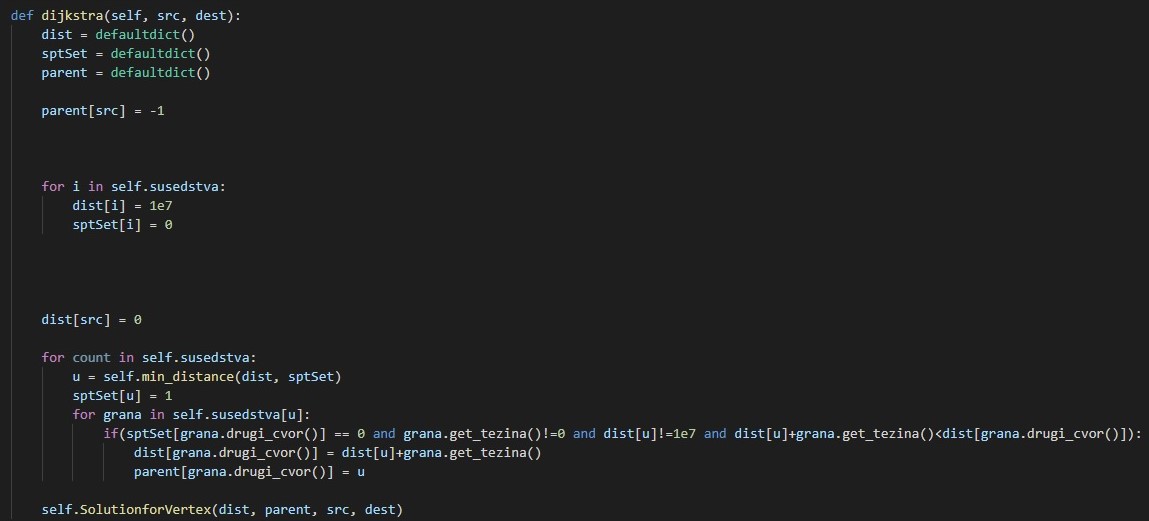 def dijkstra(self, src, dest):
    dist = defaultdict()
    sptSet = defaultdict()
    parent = defaultdict()
    parent[src] = -1
    for i in self.susedstva:
        dist[i] = 1e7
        sptSet[i] = 0
    dist[src] = 0
    for count in self.susedstva:
        u = self.min_distance(dist, sptSet)
        sptSet[u] = 1
        for grana in self.susedstva[u]:
            if(sptSet[grana.drugi_cvor()] == 0 and grana.get_tezina()!=0 and dist[u]!=1e7 and dist[u]+grana.get_tezina()<dist[grana.drugi_cvor()]):
                dist[grana.drugi_cvor()] = dist[u]+grana.get_tezina()
                parent[grana.drugi_cvor()] = u
    self.SolutionforVertex(dist, parent, src, dest)